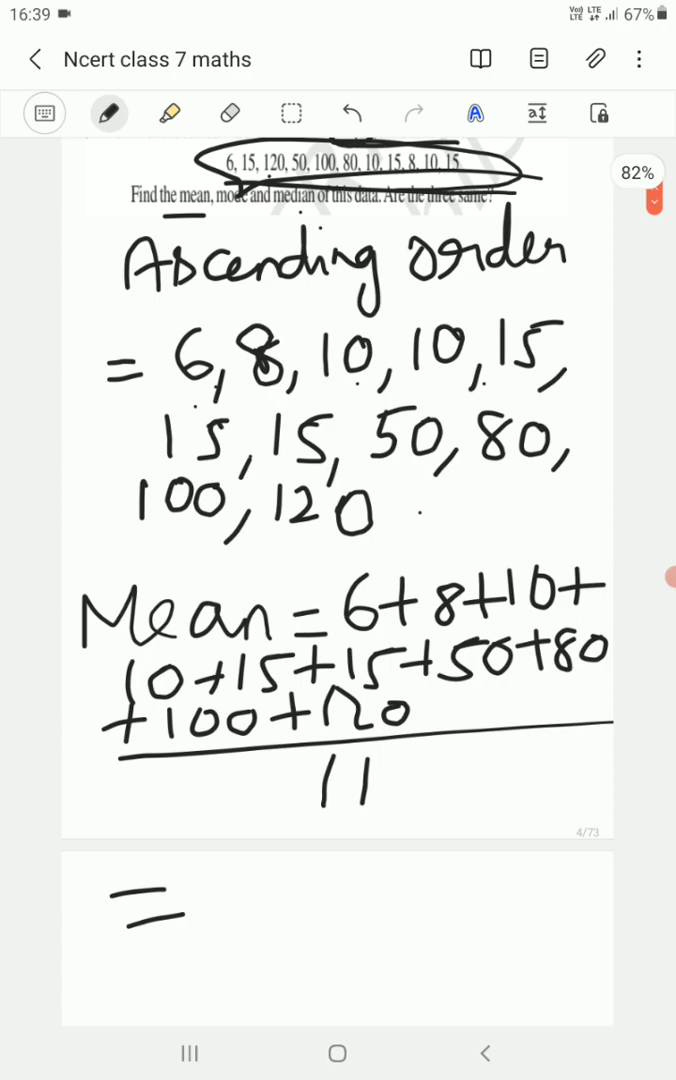 16:39 Vo) LTE LTE 67%
Ncert class 7 maths
82%
6, 15, 120, 50, 100, 80, 10, 15, 8, 10, 15
Find the mean, mode and median of this data. Are the three same?
Ascending order
= 6, 8, 10, 10, 15,
15, 15, 50, 80,
100, 120
Mean = 6+8+10+
10+15+15+50+80
+100+120
11
4/73
=